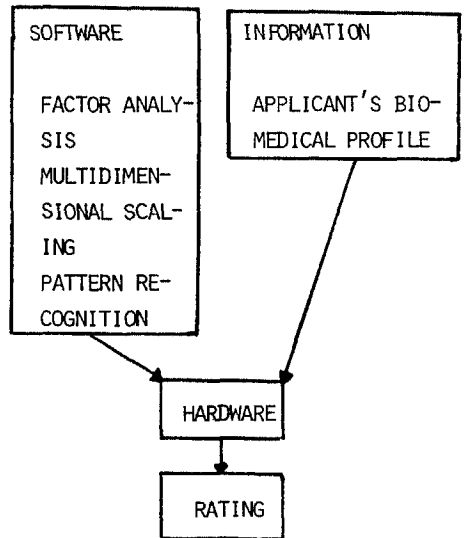 SOFTWARE
FACTOR ANALY-
SIS
MULTIDIMEN-
SIONAL SCAL-
ING
PATTERN RE-
COGNITION
INFORMATION
APPLICANT'S BIO-
MEDICAL PROFILE
HARDWARE
RATING